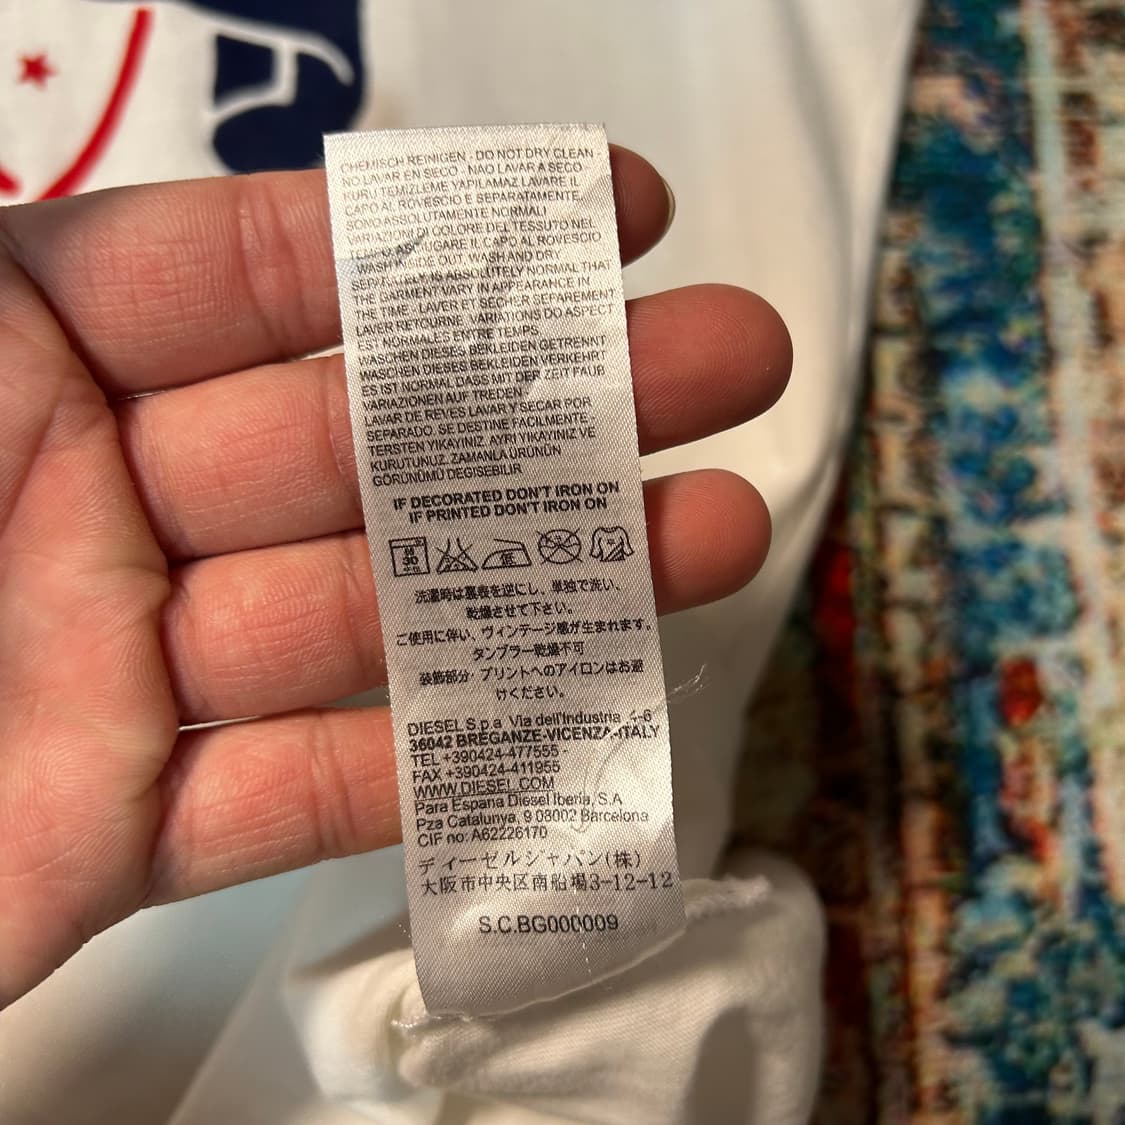 CHEMISCH REINIGEN - DO NOT DRY CLEAN -
NO LAVAR EN SECO - NAO LAVAR A SECO
KURU TEMIZLEME YAPILAMAZ LAVARE IL
CAPO AL ROVESCIO E SEPARATAMENTE,
SONO ASSOLUTAMENTE NORMALI
VARIAZIONI DI COLORE DEL TESSUTO NEL
ASCIUGARE IL CAPO AL ROVESCIO
WASH INSIDE OUT, WASH AND DRY
IS ABSOLUTELY NORMAL THAT
THE GARMENT VARY IN APPEARANCE IN
THE TIME - LAVER ET SECHER SEPAREMENT
LAVER RETOURNE, VARIATIONS DO ASPECT
EST NORMALES ENTRE TEMPS
WASCHEN DIESES BEKLEIDEN GETRENNT
WASCHEN DIESES BEKLEIDEN VERKEHRT
ES IST NORMAL DASS MIT DER ZEIT FAUB
VARIAZIONEN AUF TREDEN
LAVAR DE REVES LAVAR Y SECAR POR
SEPARADO. SE DESTINE FACILMENTE,
TERSTEN YIKAYINIZ. AYRI YIKAYINIZ VE
KURUTUNUZ. ZAMANLA ÜRÜNÜN
GÖRÜNÜMÜ DEGISEBILIR
IF DECORATED DON'T IRON ON
IF PRINTED DON'T IRON ON
30 中性 低
洗濯時は裏表を逆にし、単独で洗い、
乾燥させて下さい。
ご使用に伴い、ヴィンテージ感が生まれます。
タンブラー乾燥不可
装飾部分・プリントへのアイロンはお避
けください。
DIESEL S.p.a Via dell'Industria 4-6
36042 BREGANZE-VICENZA-ITALY
TEL +390424-477555 -
FAX +390424-411955
WWW.DIESEL.COM
Para Espana Diesel Iberia, S.A
Pza Catalunya, 9 08002 Barcelona
CIF no: A62226170
ディーゼルジャパン(株)
大阪市中央区南船場3-12-12
S.C.BG000009